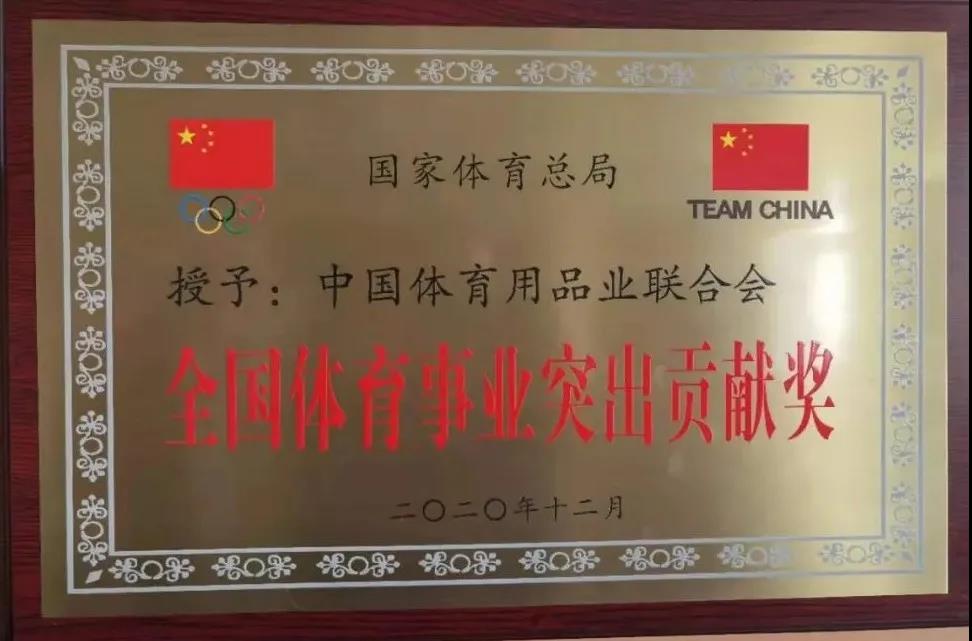 国家体育总局
TEAM CHINA
授予：中国体育用品业联合会
全国体育事业突出贡献奖
二〇二〇年十二月